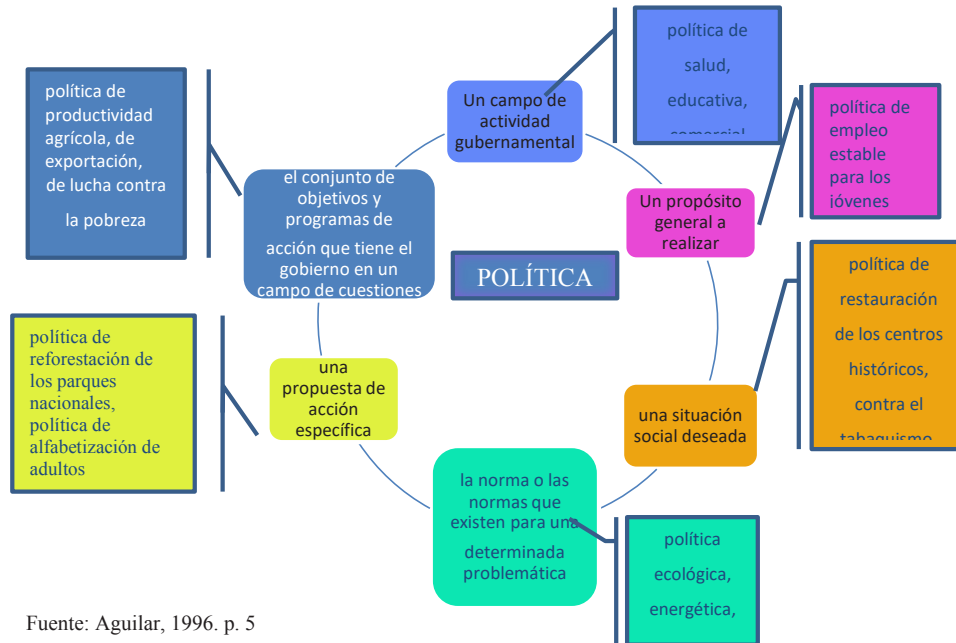 política de
salud,
educativa,
comercial
Un campo de
actividad
gubernamental
política de
productividad
agrícola, de
exportación,
de lucha contra
la pobreza
el conjunto de
objetivos y
programas de
acción que tiene el
gobierno en un
campo de cuestiones
política de
empleo
estable
para los
jóvenes
Un propósito
general a
realizar
POLÍTICA
política de
restauración
de los centros
históricos,
contra el
tabaquismo
una situación
social deseada
política de
reforestación de
los parques
nacionales,
política de
alfabetización de
adultos
una
propuesta de
acción
específica
la norma o las
normas que
existen para una
determinada
problemática
política
ecológica,
energética,
Fuente: Aguilar, 1996. p. 5